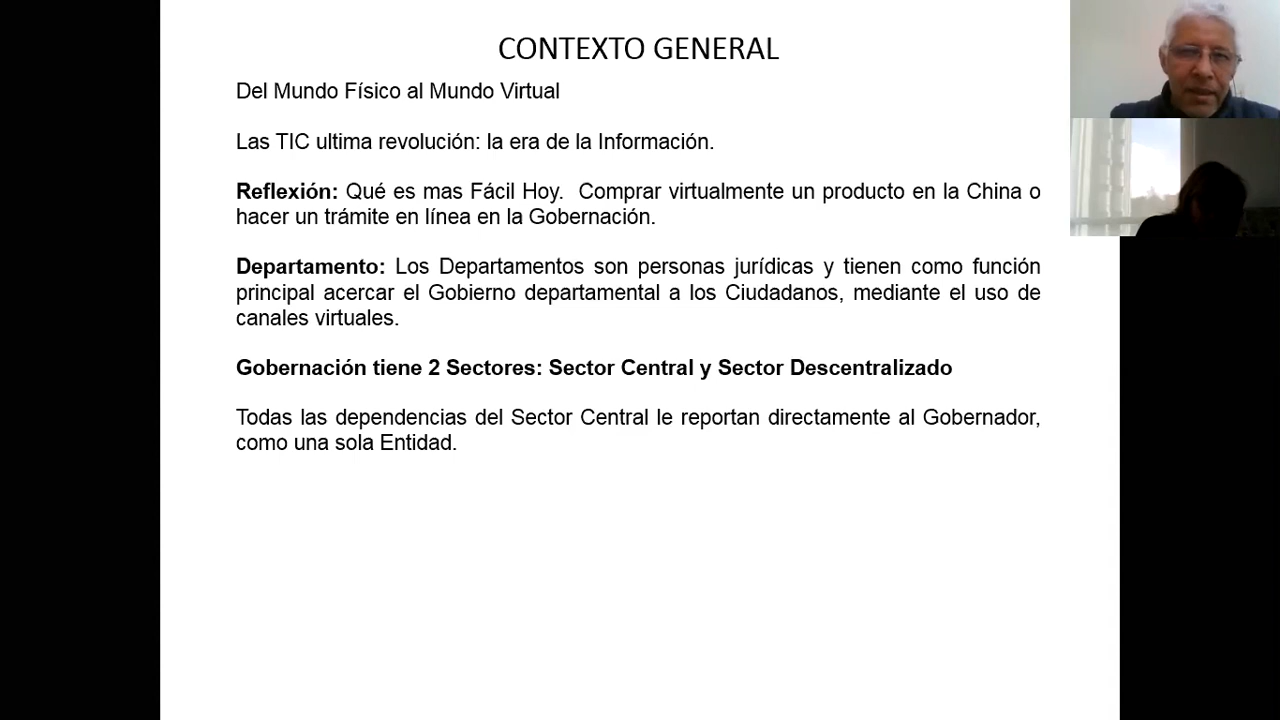 CONTEXTO GENERAL
Del Mundo Físico al Mundo Virtual
Las TIC ultima revolución: la era de la Información.
Reflexión: Qué es mas Fácil Hoy.  Comprar virtualmente un producto en la China o
hacer un trámite en línea en la Gobernación.
Departamento: Los Departamentos son personas jurídicas y tienen como función
principal acercar el Gobierno departamental a los Ciudadanos, mediante el uso de
canales virtuales.
Gobernación tiene 2 Sectores: Sector Central y Sector Descentralizado
Todas las dependencias del Sector Central le reportan directamente al Gobernador,
como una sola Entidad.